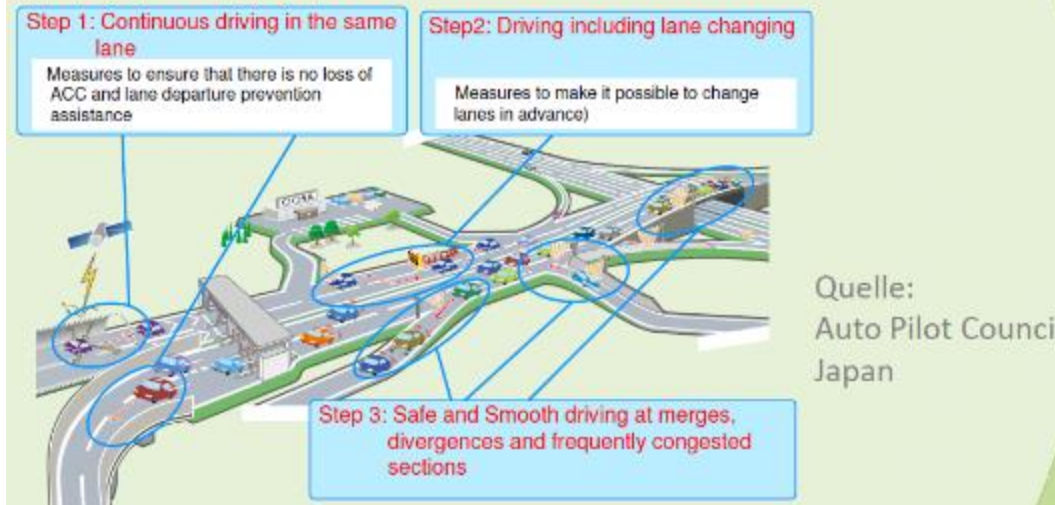 Step 1: Continuous driving in the same
lane
Measures to ensure that there is no loss of
ACC and lane departure prevention
assistance
Step2: Driving including lane changing
Measures to make it possible to change
lanes in advance)
Quelle:
Auto Pilot Counci
Japan
Step 3: Safe and Smooth driving at merges,
divergences and frequently congested
sections